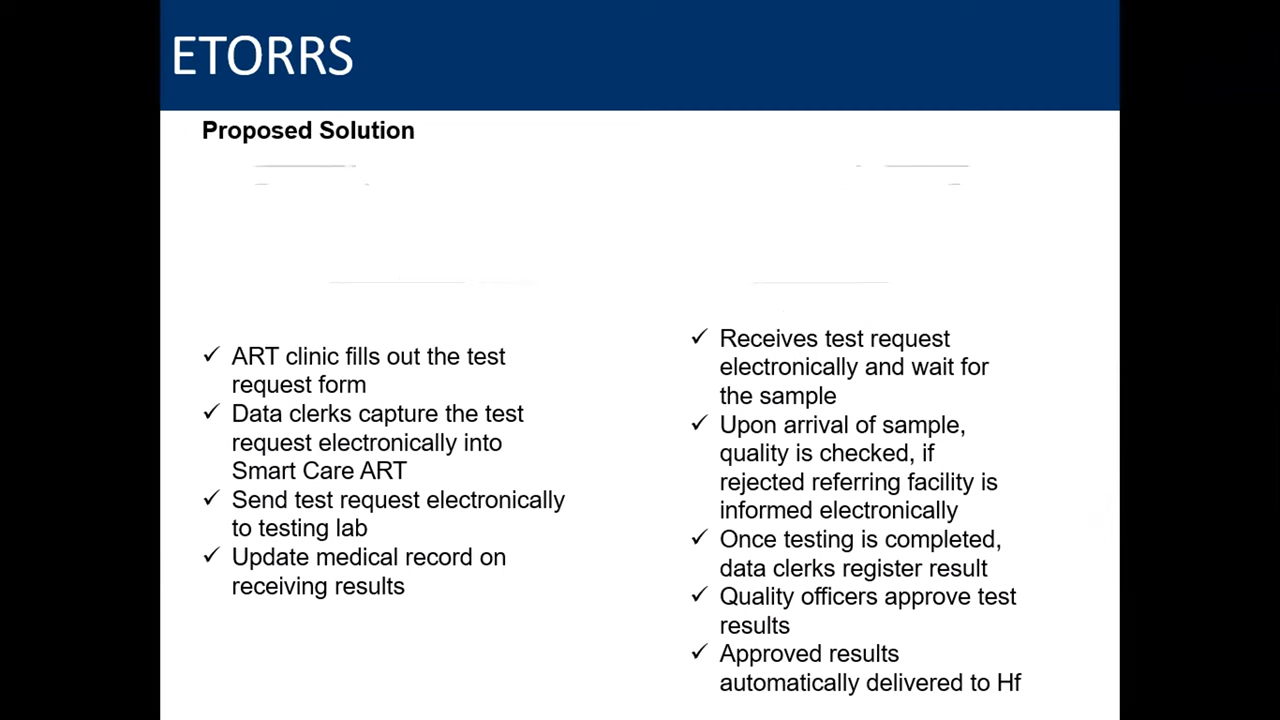 ETORRS
Proposed Solution
✓ ART clinic fills out the test
request form
✓ Data clerks capture the test
request electronically into
Smart Care ART
✓ Send test request electronically
to testing lab
✓ Update medical record on
receiving results
✓ Receives test request
electronically and wait for
the sample
✓ Upon arrival of sample,
quality is checked, if
rejected referring facility is
informed electronically
✓ Once testing is completed,
data clerks register result
✓ Quality officers approve test
results
✓ Approved results
automatically delivered to Hf